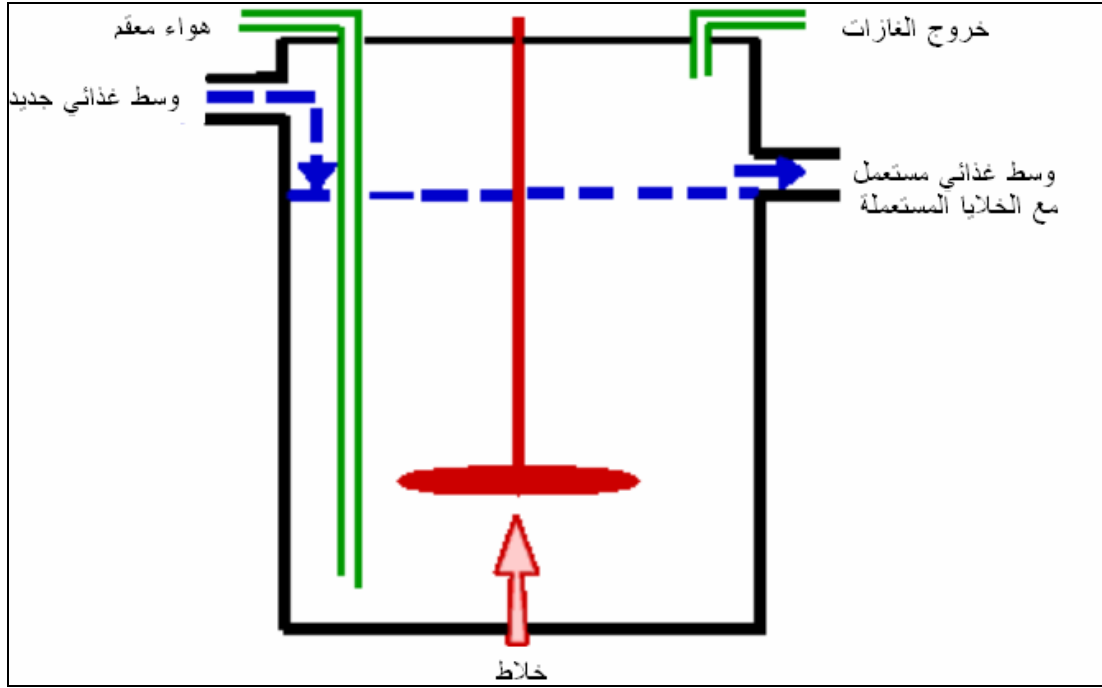 هواء معقم
خروج الغازات
وسط غذائي جديد
وسط غذائي مستعمل
مع الخلايا المستعملة
خلاط